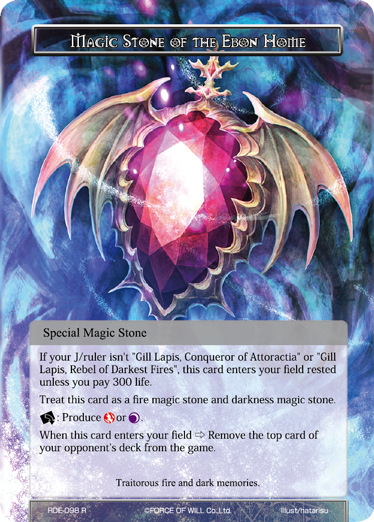 Magic Stone of the Ebon Home
Special Magic Stone
If your J/ruler isn't "Gill Lapis, Conqueror of Attoractia" or "Gill
Lapis, Rebel of Darkest Fires", this card enters your field rested
unless you pay 300 life.
Treat this card as a fire magic stone and darkness magic stone.
: Produce or .
When this card enters your field ⇨ Remove the top card of
your opponent's deck from the game.
Traitorous fire and dark memories.
RDE-098 R ©FORCE OF WILL Co.,Ltd. Illust/hatarisu